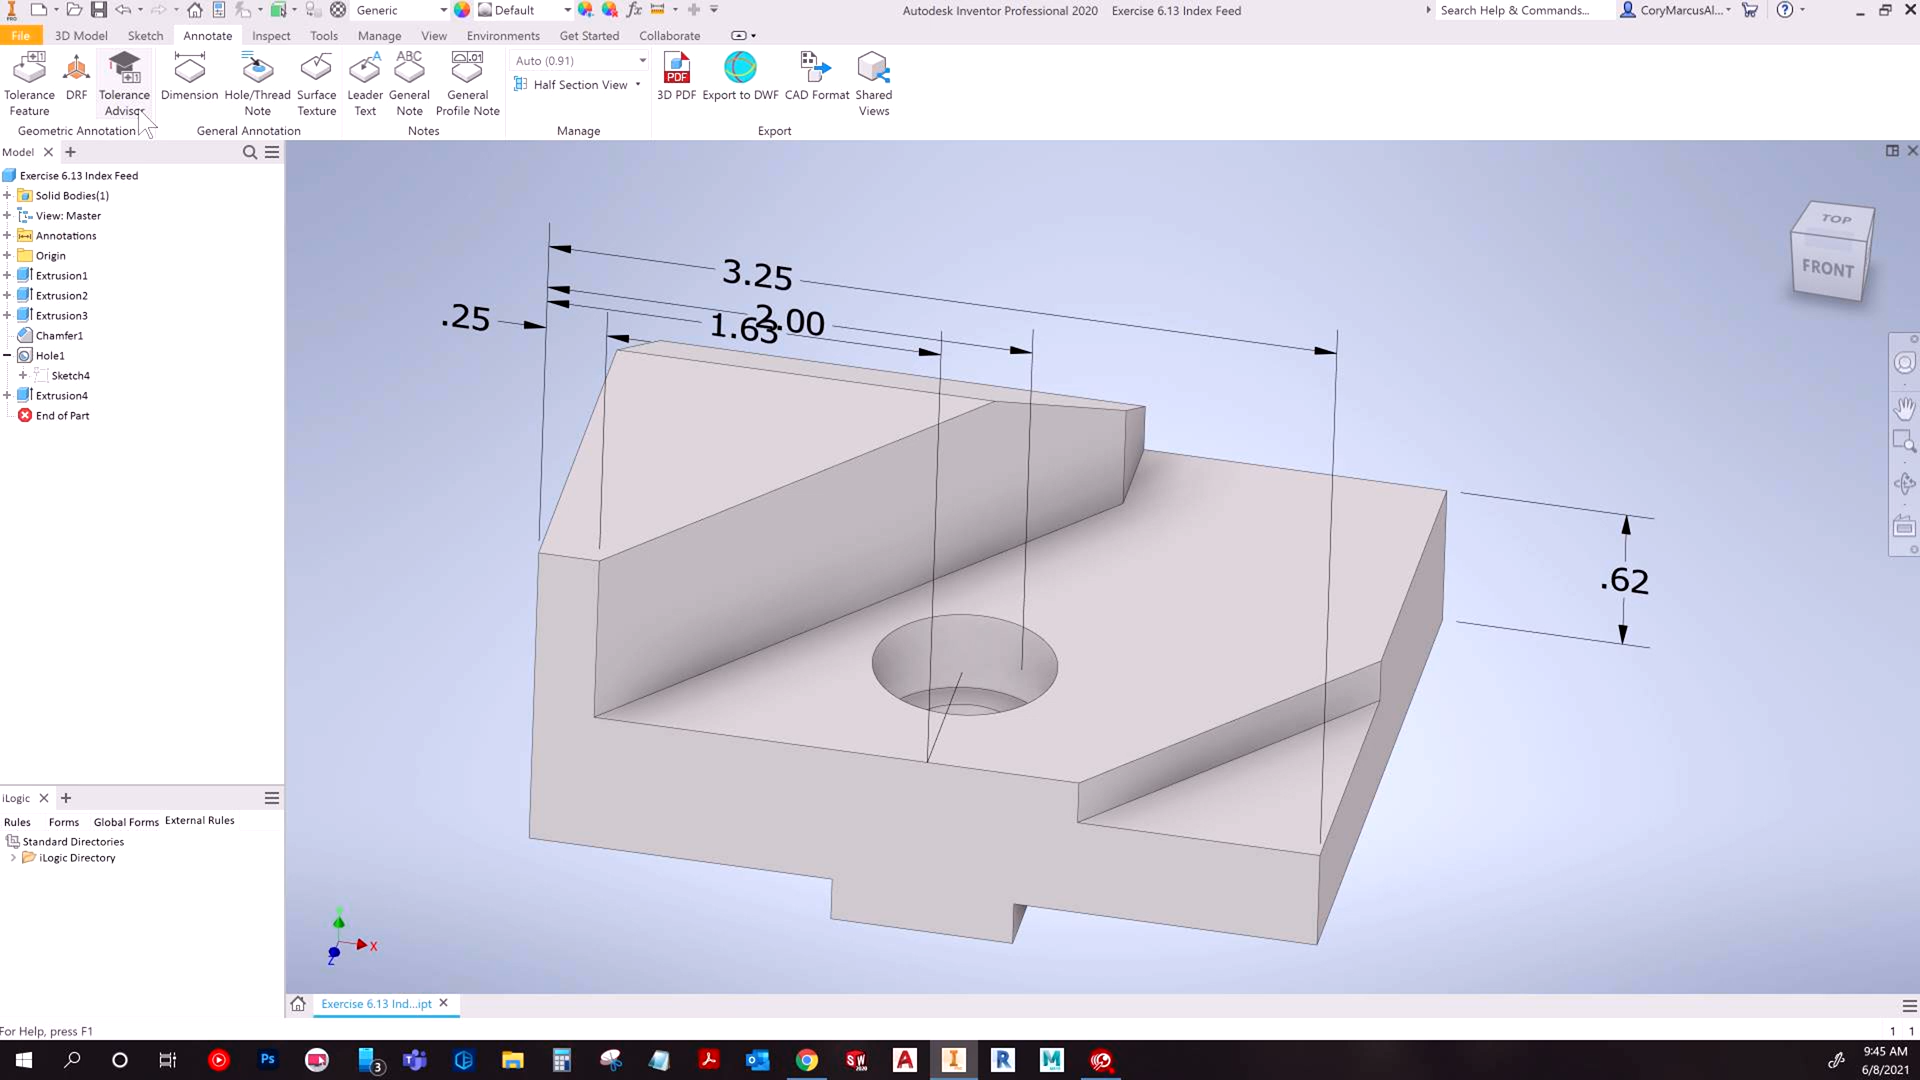 Generic
Default
Autodesk Inventor Professional 2020 Exercise 6.13 Index Feed
Search Help & Commands...
CoryMarcusAl...
File 3D Model Sketch Annotate Inspect Tools Manage View Environments Get Started Collaborate
Tolerance Feature
DRF
Tolerance Advisor
Dimension
Hole/Thread Note
Surface Texture
Leader Text
General Note
General Profile Note
Auto (0.91)
Half Section View
3D PDF
Export to DWF
CAD Format
Shared Views
Geometric Annotation
General Annotation
Notes
Manage
Export
Model
Exercise 6.13 Index Feed
Solid Bodies(1)
View: Master
Annotations
Origin
Extrusion1
Extrusion2
Extrusion3
Chamfer1
Hole1
Sketch4
Extrusion4
End of Part
3.25
.25
2.00
1.63
.62
TOP
FRONT
X
Z
iLogic
Rules Forms Global Forms External Rules
Standard Directories
iLogic Directory
Exercise 6.13 Ind...ipt
For Help, press F1
1 1
9:45 AM
6/8/2021